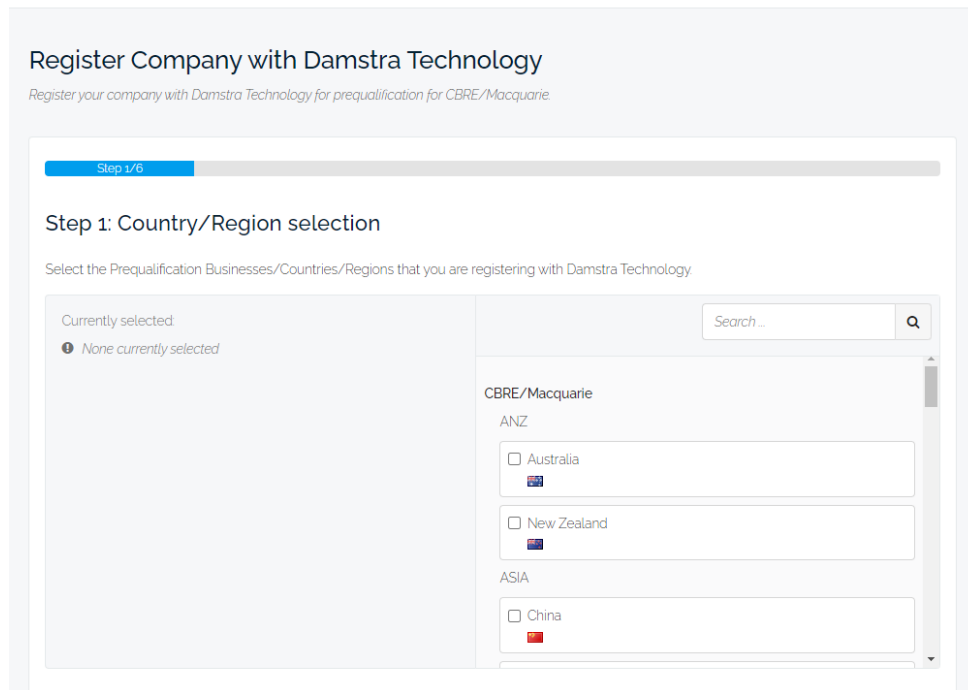 Register Company with Damstra Technology
Register your company with Damstra Technology for prequalification for CBRE/Macquarie.
Step 1/6
Step 1: Country/Region selection
Select the Prequalification Businesses/Countries/Regions that you are registering with Damstra Technology.
Currently selected:
None currently selected
Search ...
CBRE/Macquarie
ANZ
Australia
New Zealand
ASIA
China